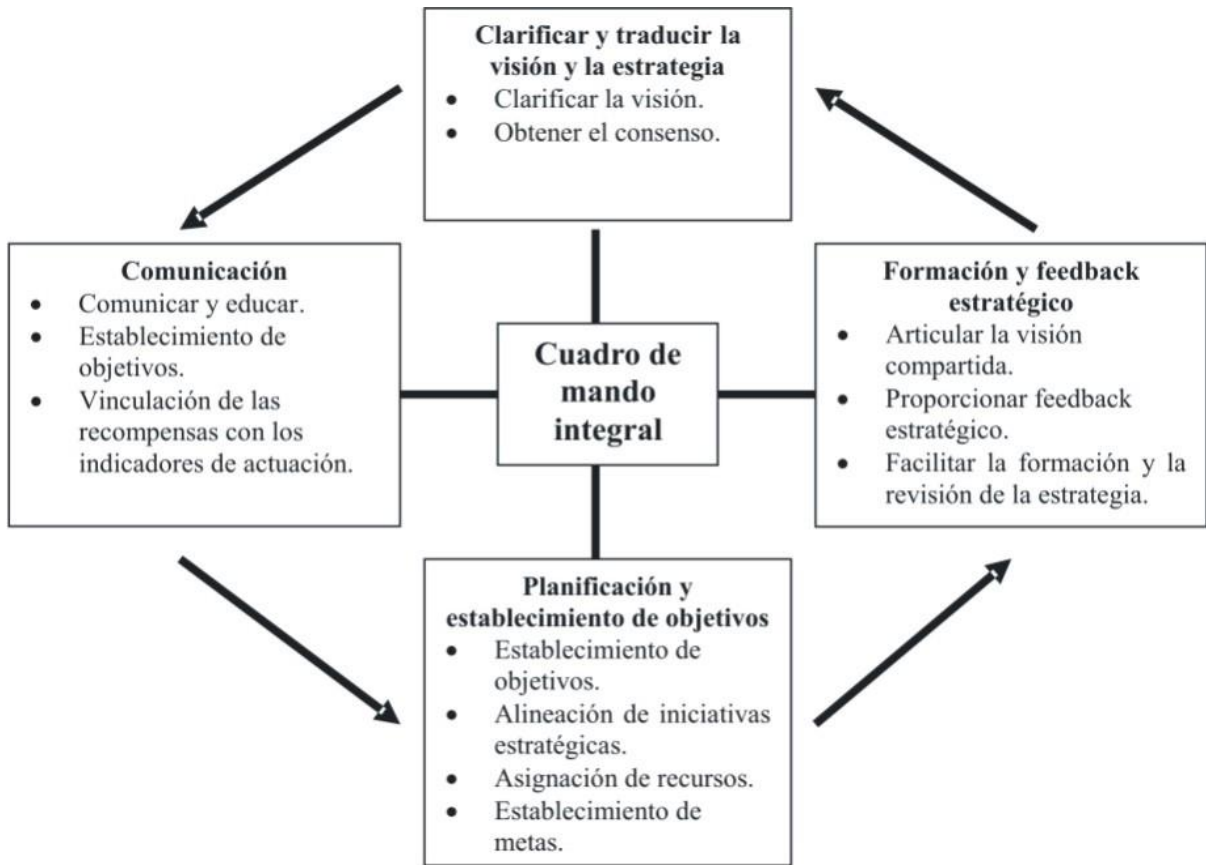 Clarificar y traducir la
visión y la estrategia
• Clarificar la visión.
• Obtener el consenso.
Comunicación
• Comunicar y educar.
• Establecimiento de
objetivos.
• Vinculación de las
recompensas con los
indicadores de actuación.
Cuadro de
mando
integral
Formación y feedback
estratégico
• Articular la visión
compartida.
• Proporcionar feedback
estratégico.
• Facilitar la formación y la
revisión de la estrategia.
Planificación y
establecimiento de objetivos
• Establecimiento de
objetivos.
• Alineación de iniciativas
estratégicas.
• Asignación de recursos.
• Establecimiento de
metas.